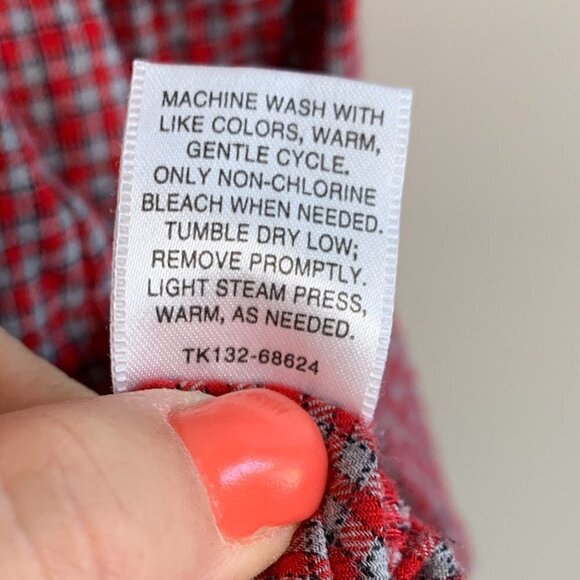 MACHINE WASH WITH
LIKE COLORS, WARM,
GENTLE CYCLE.
ONLY NON-CHLORINE
BLEACH WHEN NEEDED.
TUMBLE DRY LOW;
REMOVE PROMPTLY.
LIGHT STEAM PRESS,
WARM, AS NEEDED.
TK132-68624